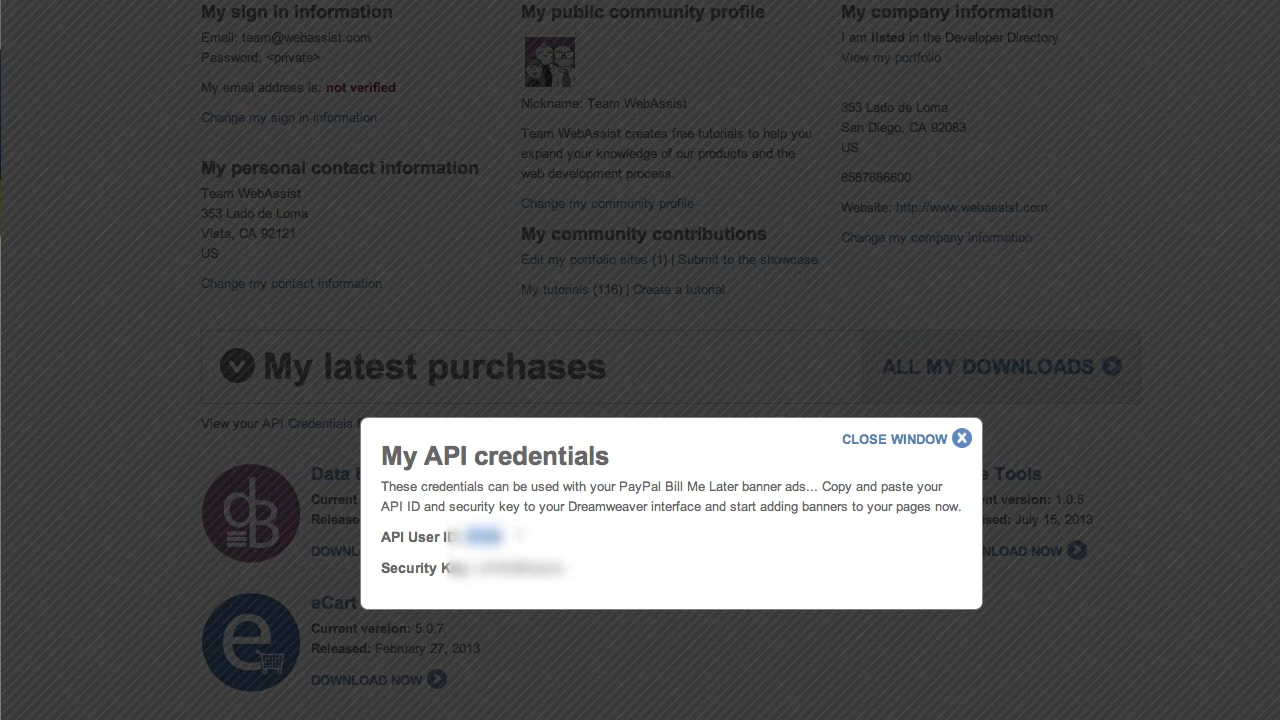 My sign in information
Email: team@webassist.com
Password: <private>
My email address is: not verified
Change my sign in information
My personal contact information
Team WebAssist
353 Lado de Loma
Vista, CA 92121
US
Change my contact information
My public community profile
Nickname: Team WebAssist
Team WebAssist creates free tutorials to help you
expand your knowledge of our products and the
web development process.
Change my community profile
My community contributions
Edit my portfolio sites (1) | Submit to the showcase
My tutorials (116) | Create a tutorial
My company information
I am listed in the Developer Directory
View my portfolio
353 Lado de Loma
San Diego, CA 92083
US
8587686600
Website: http://www.webassist.com
Change my company information
My latest purchases
ALL MY DOWNLOADS
View your API Credentials
My API credentials
CLOSE WINDOW
These credentials can be used with your PayPal Bill Me Later banner ads... Copy and paste your
API ID and security key to your Dreamweaver interface and start adding banners to your pages now.
API User ID
Security
dB
Data
Current
Release
DOWNL
Tools
nt version: 1.0.5
sed: July 15, 2013
NLOAD NOW
e
eCart
Current version: 5.0.7
Released: February 27, 2013
DOWNLOAD NOW